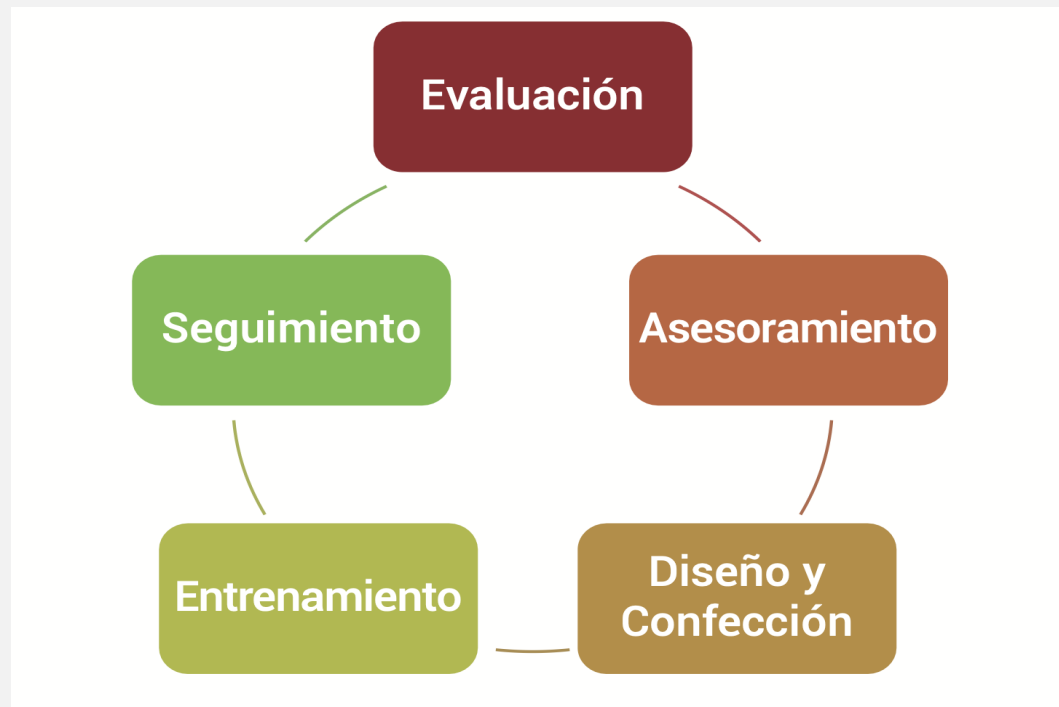 Evaluación
Asesoramiento
Diseño y
Confección
Entrenamiento
Seguimiento